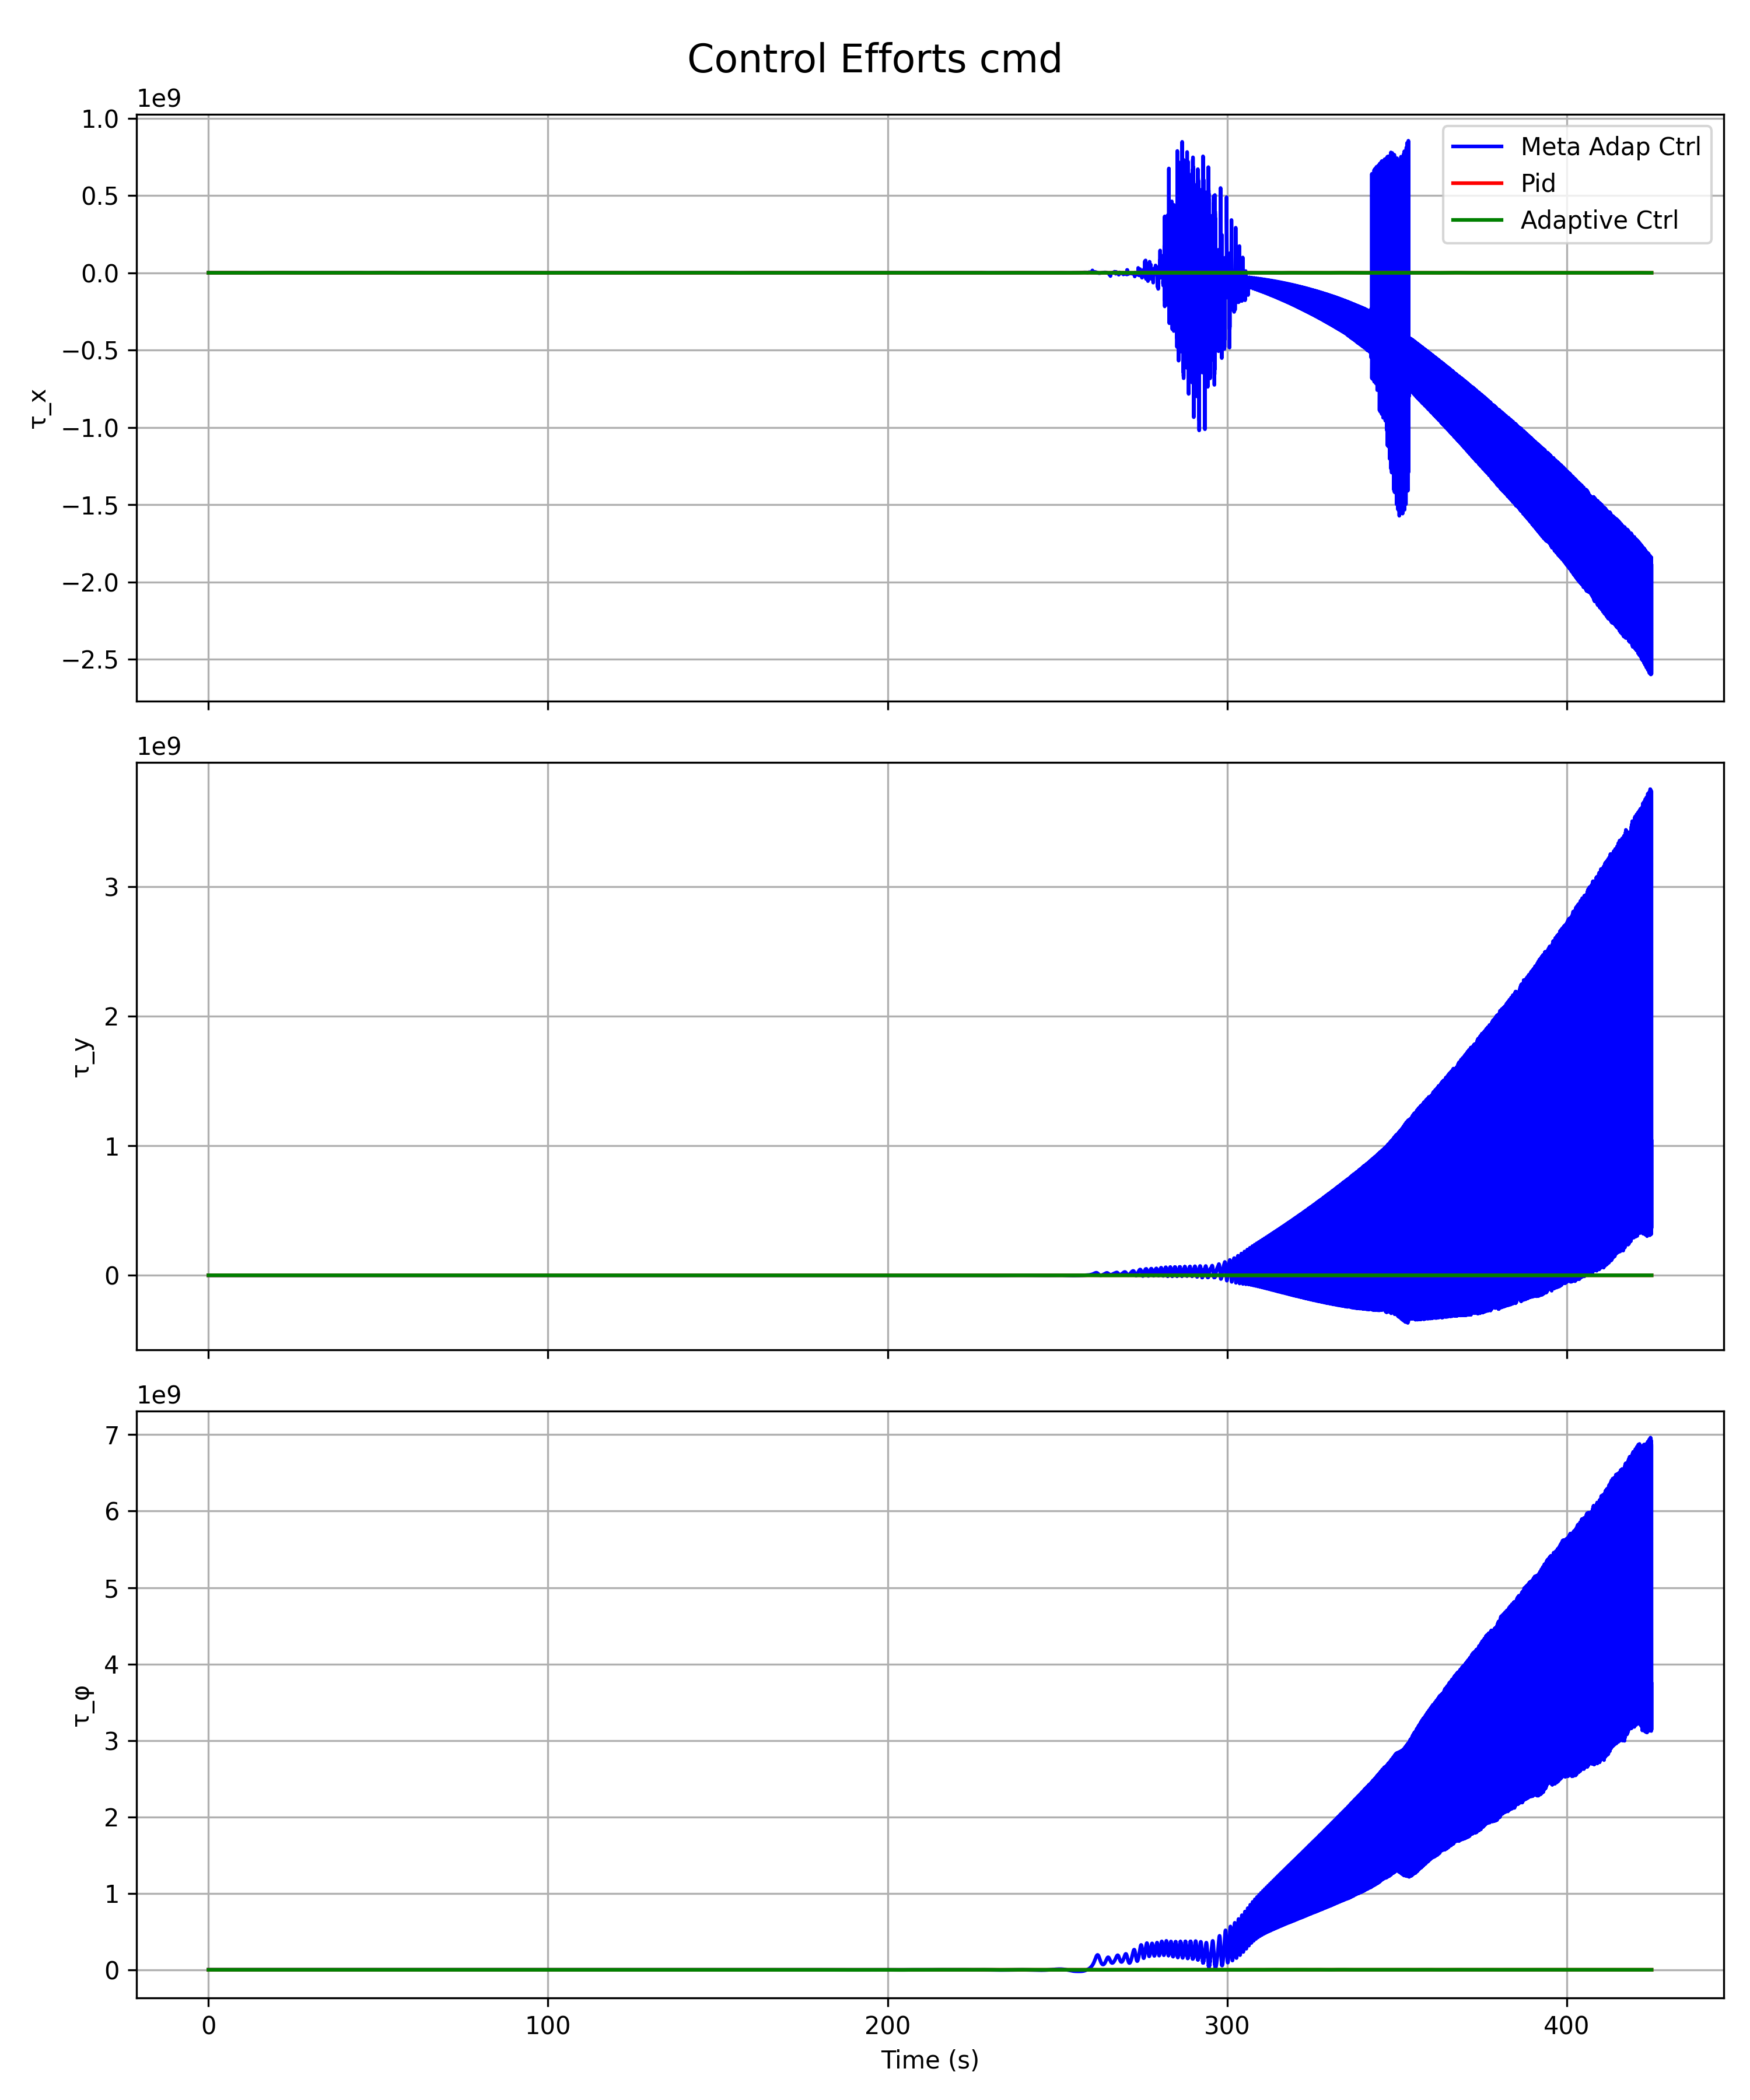 Control Efforts cmd
1e9
1.0
0.5
0.0
−0.5
−1.0
−1.5
−2.0
−2.5
τ_x
Meta Adap Ctrl
Pid
Adaptive Ctrl
1e9
3
2
1
0
τ_y
1e9
7
6
5
4
3
2
1
0
τ_φ
0 100 200 300 400
Time (s)